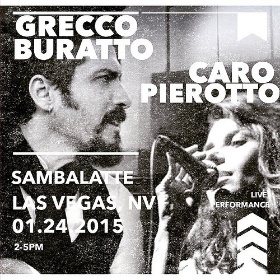 GRECCO
BURATTO
CARO
PIEROTTO
SAMBALATTE
LAS VEGAS, NV
01.24.2015
2-5PM
LIVE
PERFORMANCE